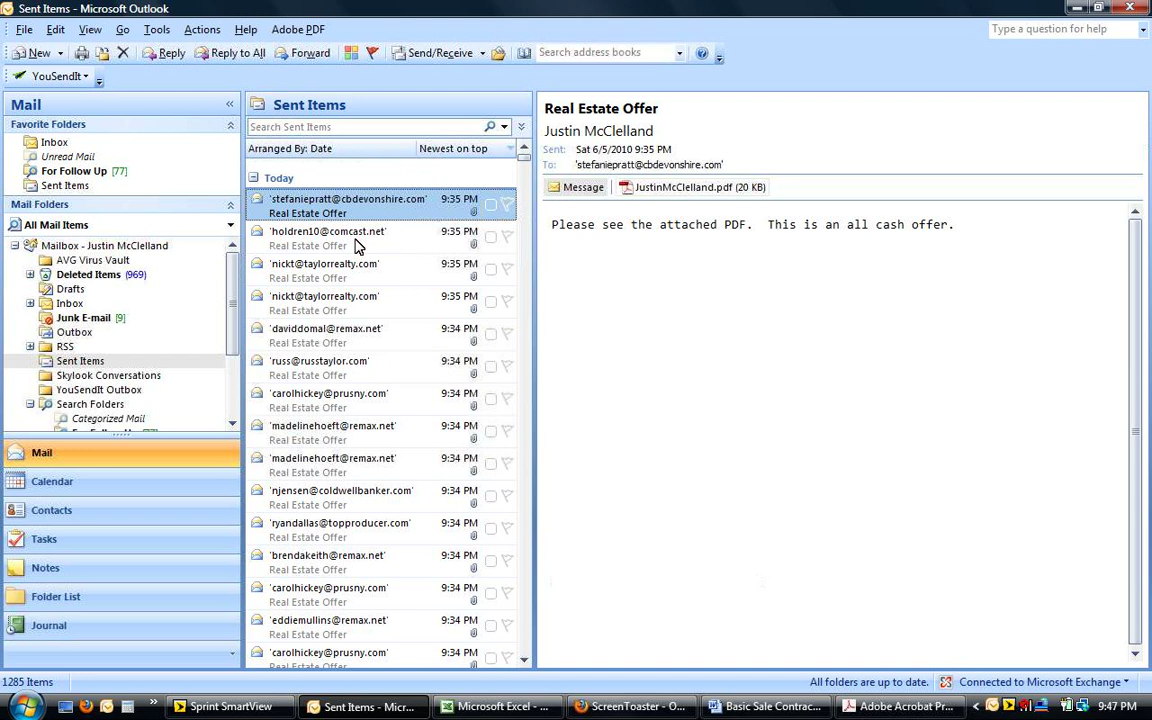 Sent Items - Microsoft Outlook
File Edit View Go Tools Actions Help Adobe PDF
Type a question for help
New Reply Reply to All Forward Send/Receive Search address books
YouSendIt
Mail
Favorite Folders
Inbox
Unread Mail
For Follow Up [77]
Sent Items
Mail Folders
All Mail Items
Mailbox - Justin McClelland
AVG Virus Vault
Deleted Items (969)
Drafts
Inbox
Junk E-mail [9]
Outbox
RSS
Sent Items
Skylook Conversations
YouSendIt Outbox
Search Folders
Categorized Mail
Mail
Calendar
Contacts
Tasks
Notes
Folder List
Journal
Sent Items
Search Sent Items
Arranged By: Date Newest on top
Today
'stefaniepratt@cbdevonshire.com' 9:35 PM
Real Estate Offer
'holdren10@comcast.net' 9:35 PM
Real Estate Offer
'nickt@taylorrealty.com' 9:35 PM
Real Estate Offer
'nickt@taylorrealty.com' 9:35 PM
Real Estate Offer
'daviddomal@remax.net' 9:34 PM
Real Estate Offer
'russ@russtaylor.com' 9:34 PM
Real Estate Offer
'carolhickey@prusny.com' 9:34 PM
Real Estate Offer
'madelinehoeft@remax.net' 9:34 PM
Real Estate Offer
'madelinehoeft@remax.net' 9:34 PM
Real Estate Offer
'njensen@coldwellbanker.com' 9:34 PM
Real Estate Offer
'ryandallas@topproducer.com' 9:34 PM
Real Estate Offer
'brendakeith@remax.net' 9:34 PM
Real Estate Offer
'carolhickey@prusny.com' 9:34 PM
Real Estate Offer
'eddiemullins@remax.net' 9:34 PM
Real Estate Offer
'carolhickey@prusny.com' 9:34 PM
Real Estate Offer
Real Estate Offer
Justin McClelland
Sent: Sat 6/5/2010 9:35 PM
To: 'stefaniepratt@cbdevonshire.com'
Message JustinMcClelland.pdf (20 KB)
Please see the attached PDF. This is an all cash offer.
1285 Items
All folders are up to date. Connected to Microsoft Exchange
Sprint SmartView
Sent Items - Micr...
Microsoft Excel - ...
ScreenToaster - O...
Basic Sale Contrac...
Adobe Acrobat Pr...
9:47 PM